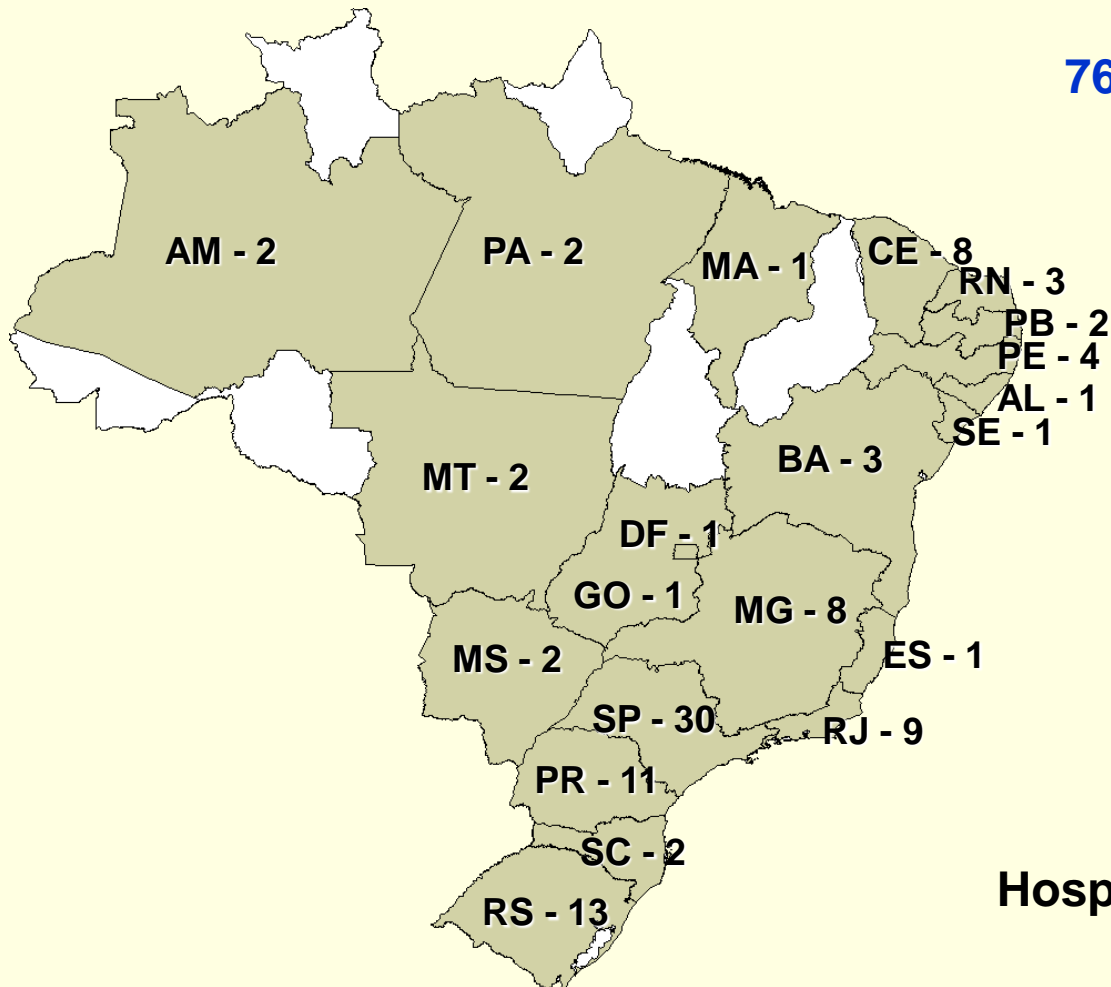 76
AM - 2
PA - 2
MA - 1
CE - 8
RN - 3
PB - 2
PE - 4
AL - 1
SE - 1
BA - 3
MT - 2
DF - 1
GO - 1
MG - 8
MS - 2
ES - 1
SP - 30
RJ - 9
PR - 11
SC - 2
RS - 13
Hosp